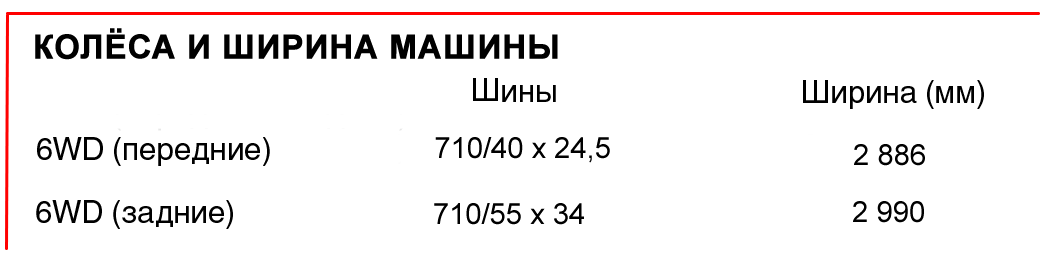 КОЛЁСА И ШИРИНА МАШИНЫ
Шины Ширина (мм)
6WD (передние) 710/40 x 24,5 2 886
6WD (задние) 710/55 x 34 2 990